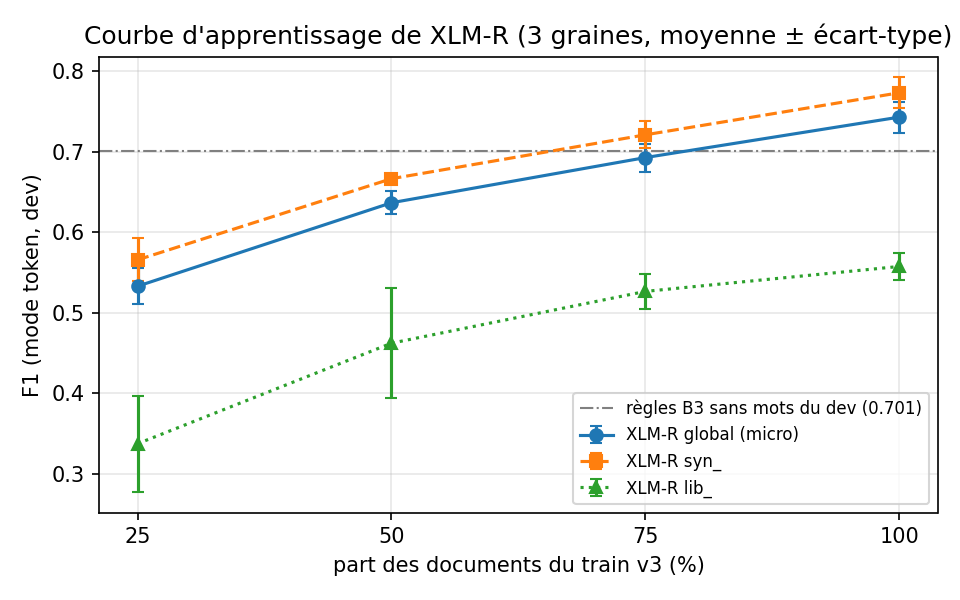 Courbe d'apprentissage de XLM-R (3 graines, moyenne ± écart-type)
F1 (mode token, dev)
0.8
0.7
0.6
0.5
0.4
0.3
règles B3 sans mots du dev (0.701)
XLM-R global (micro)
XLM-R syn_
XLM-R lib_
25 50 75 100
part des documents du train v3 (%)